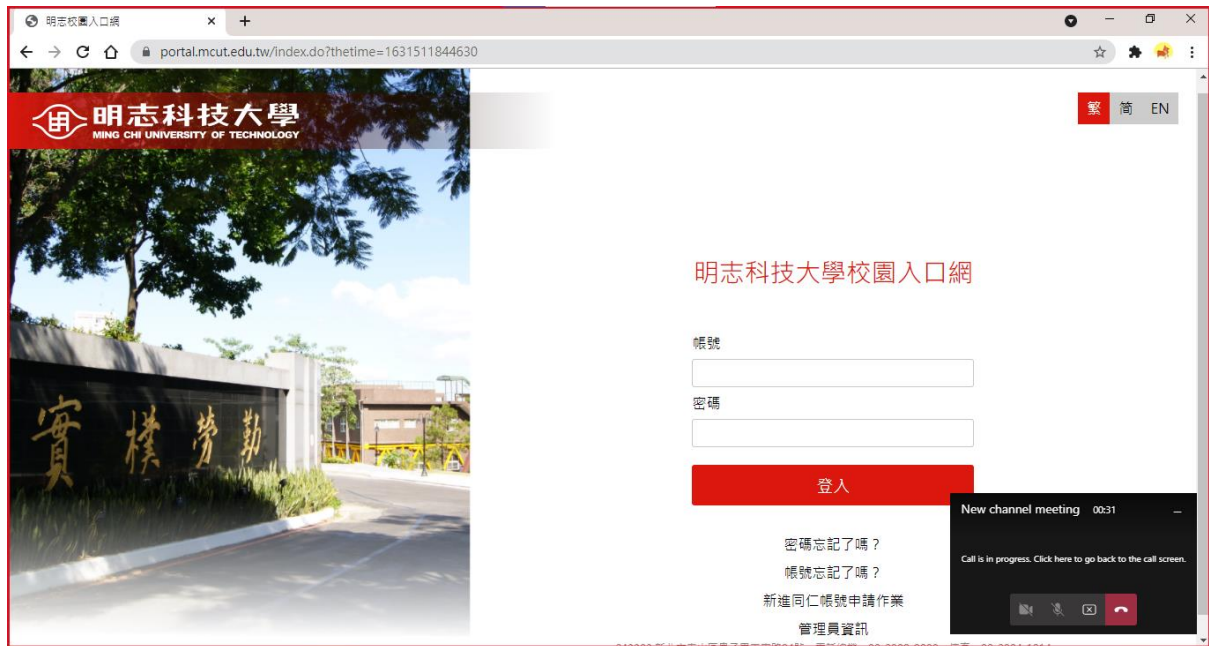 明志校園入口網
portal.mcut.edu.tw/index.do?thetime=1631511844630
明志科技大學
MING CHI UNIVERSITY OF TECHNOLOGY
繁 简 EN
實樸勞勤
明志科技大學校園入口網
帳號
密碼
登入
密碼忘記了嗎？
帳號忘記了嗎？
新進同仁帳號申請作業
管理員資訊
New channel meeting 00:31
Call is in progress. Click here to go back to the call screen.